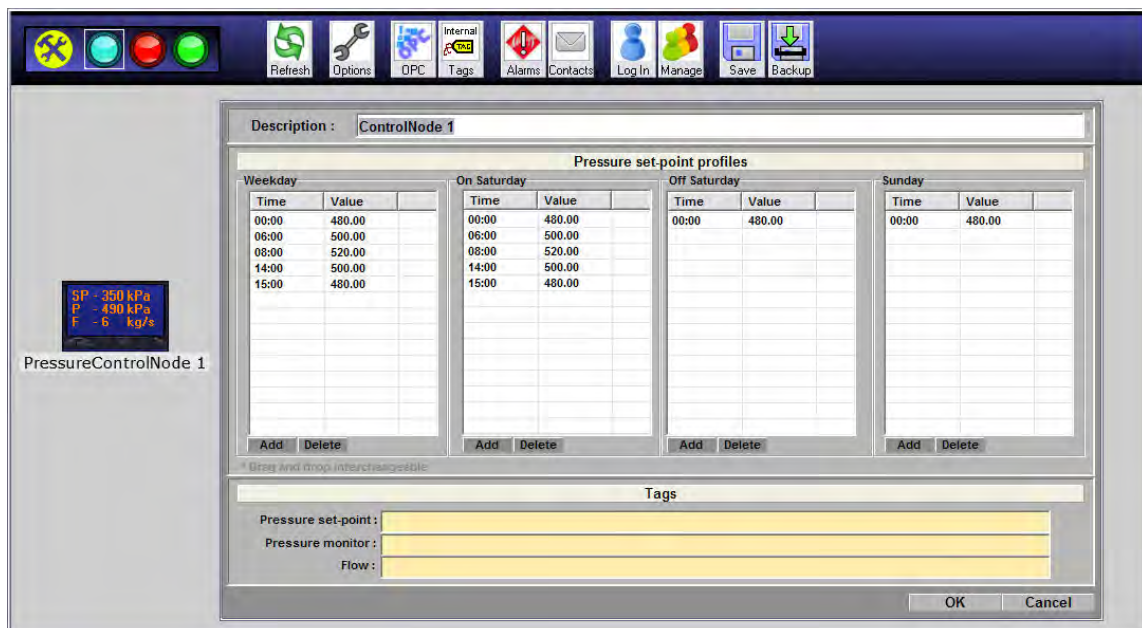 Internal
TAG
Refresh Options OPC Tags Alarms Contacts Log In Manage Save Backup
Description : ControlNode 1
Pressure set-point profiles
Weekday On Saturday Off Saturday Sunday
Time Value Time Value Time Value Time Value
00:00 480.00 00:00 480.00 00:00 480.00 00:00 480.00
06:00 500.00 06:00 500.00
08:00 520.00 08:00 520.00
14:00 500.00 14:00 500.00
15:00 480.00 15:00 480.00
SP - 350 kPa
P - 490 kPa
F - 6 kg/s
PressureControlNode 1
Add Delete Add Delete Add Delete Add Delete
* Drag and drop interchangeable
Tags
Pressure set-point :
Pressure monitor :
Flow :
OK Cancel